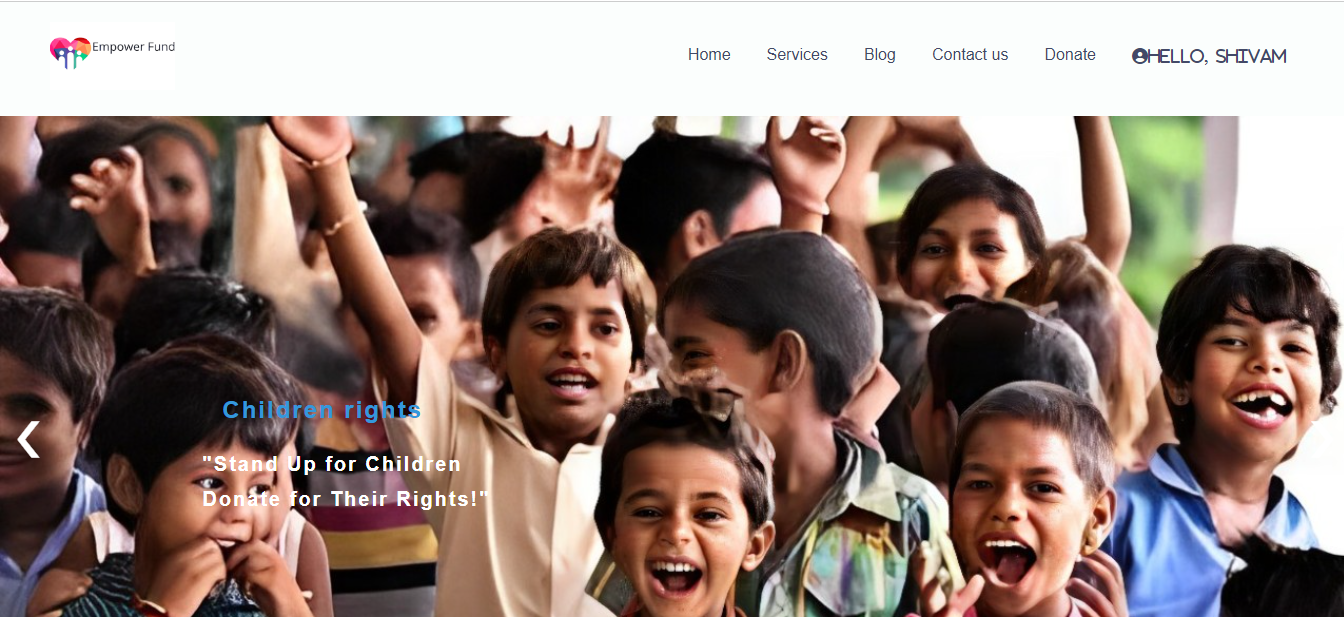 Empower Fund
Home Services Blog Contact us Donate HELLO, SHIVAM
Children rights
"Stand Up for Children
Donate for Their Rights!"